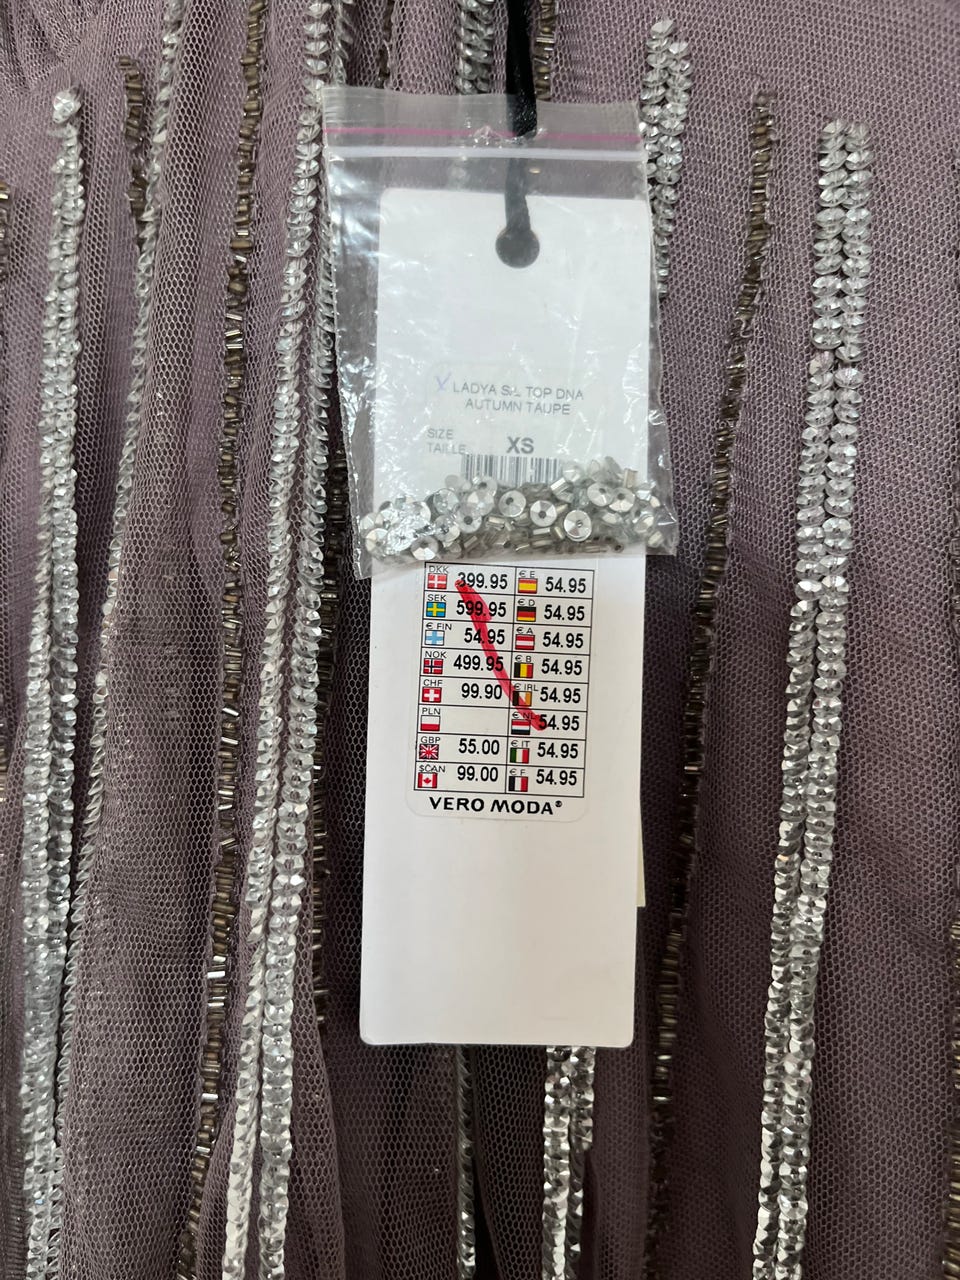 LADYA S/L TOP DNA
AUTUMN TAUPE
SIZE
TAILLE XS
DKK 399.95 € E 54.95
SEK 599.95 € D 54.95
€ FIN 54.95 € A 54.95
NOK 499.95 € B 54.95
CHF 99.90 € IRL 54.95
PLN € NL 54.95
GBP 55.00 € IT 54.95
$CAN 99.00 € F 54.95
VERO MODA®